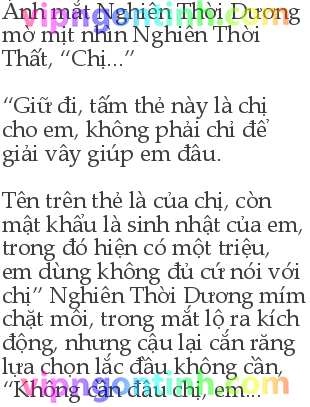 Ánh mắt Nghiên Thời Dương
mờ mịt nhìn Nghiên Thời
Thất, “Chị...”
“Giữ đi, tấm thẻ này là chị
cho em, không phải chỉ để
giải vây giúp em đâu.
Tên trên thẻ là của chị, còn
mật khẩu là sinh nhật của em,
trong đó hiện có một triệu,
em dùng không đủ cứ nói với
chị” Nghiên Thời Dương mím
chặt môi, trong mắt lộ ra kích
động, nhưng cậu lại cắn răng
lựa chọn lắc đầu không cần,
“Không cần đâu chị, em...
vipngontinh.com
vipngontinh.com